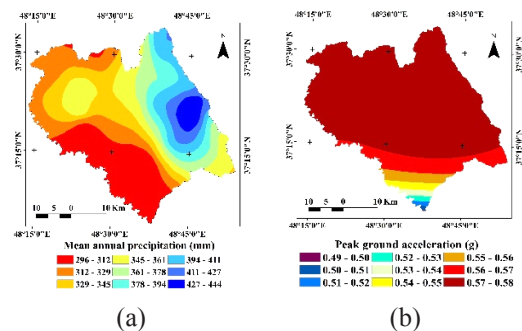 48°15'0"E 48°30'0"E 48°45'0"E
37°30'0"N
37°15'0"N
N
37°30'0"N
37°15'0"N
10 0 10 Km
48°15'0"E 48°30'0"E 48°45'0"E
Mean annual precipitation (mm)
296 - 312 345 - 361 394 - 411
312 - 329 361 - 378 411 - 427
329 - 345 378 - 394 427 - 444
(a)
48°15'0"E 48°30'0"E 48°45'0"E
37°30'0"N
37°15'0"N
N
37°30'0"N
37°15'0"N
10 5 0 10 Km
48°15'0"E 48°30'0"E 48°45'0"E
Peak ground acceleration (g)
0.49 - 0.50 0.52 - 0.53 0.55 - 0.56
0.50 - 0.51 0.53 - 0.54 0.56 - 0.57
0.51 - 0.52 0.54 - 0.55 0.57 - 0.58
(b)